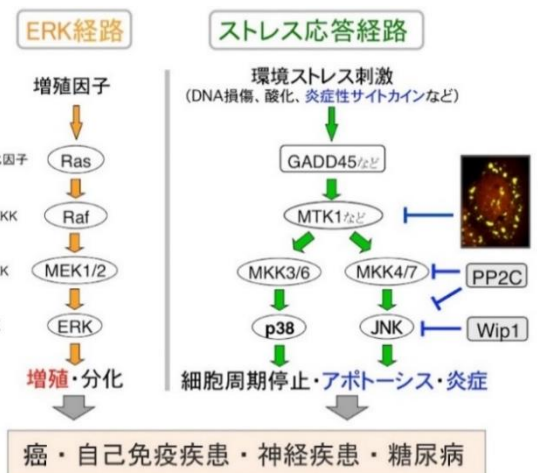 ERK経路
増殖因子
因子
Ras
KK
Raf
K
MEK1/2
ERK
増殖・分化
ストレス応答経路
環境ストレス刺激
(DNA損傷、酸化、炎症性サイトカインなど)
GADD45など
MTK1など
MKK3/6
MKK4/7
PP2C
p38
JNK
Wip1
細胞周期停止・アポトーシス・炎症
癌・自己免疫疾患・神経疾患・糖尿病